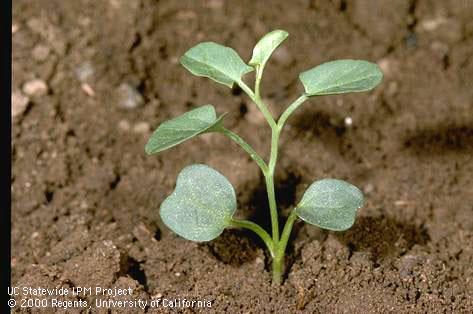 UC Statewide IPM Project
© 2000 Regents, University of California